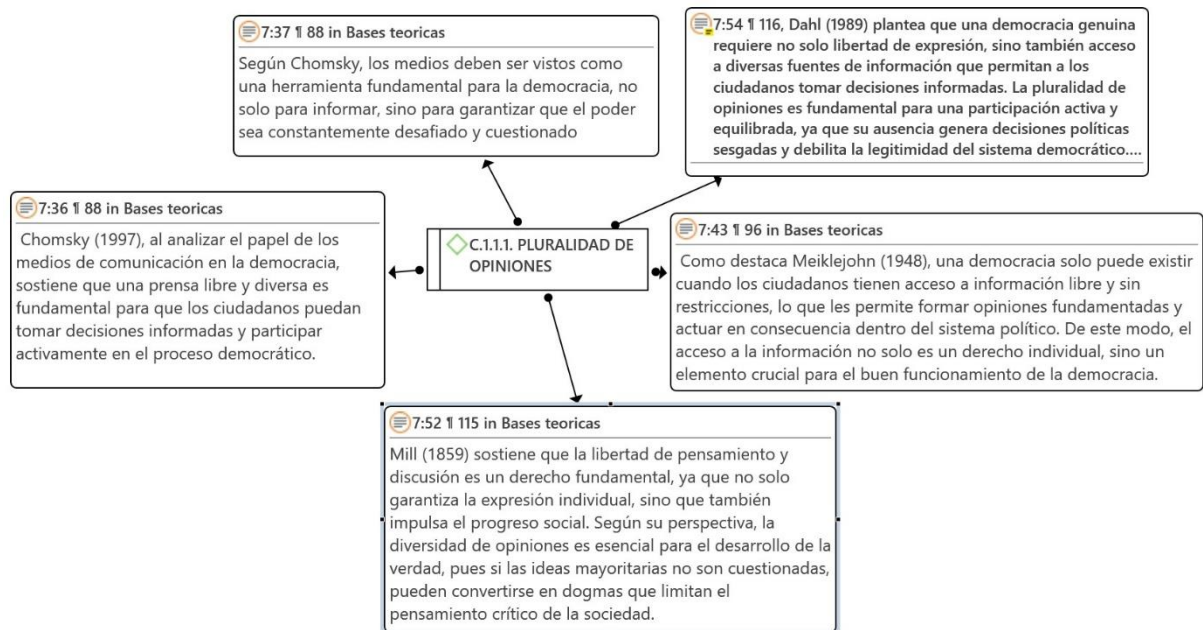 7:37 ¶ 88 in Bases teoricas
Según Chomsky, los medios deben ser vistos como
una herramienta fundamental para la democracia, no
solo para informar, sino para garantizar que el poder
sea constantemente desafiado y cuestionado
7:54 ¶ 116, Dahl (1989) plantea que una democracia genuina
requiere no solo libertad de expresión, sino también acceso
a diversas fuentes de información que permitan a los
ciudadanos tomar decisiones informadas. La pluralidad de
opiniones es fundamental para una participación activa y
equilibrada, ya que su ausencia genera decisiones políticas
sesgadas y debilita la legitimidad del sistema democrático....
7:36 ¶ 88 in Bases teoricas
Chomsky (1997), al analizar el papel de los
medios de comunicación en la democracia,
sostiene que una prensa libre y diversa es
fundamental para que los ciudadanos puedan
tomar decisiones informadas y participar
activamente en el proceso democrático.
C.1.1.1. PLURALIDAD DE
OPINIONES
7:43 ¶ 96 in Bases teoricas
Como destaca Meiklejohn (1948), una democracia solo puede existir
cuando los ciudadanos tienen acceso a información libre y sin
restricciones, lo que les permite formar opiniones fundamentadas y
actuar en consecuencia dentro del sistema político. De este modo, el
acceso a la información no solo es un derecho individual, sino un
elemento crucial para el buen funcionamiento de la democracia.
7:52 ¶ 115 in Bases teoricas
Mill (1859) sostiene que la libertad de pensamiento y
discusión es un derecho fundamental, ya que no solo
garantiza la expresión individual, sino que también
impulsa el progreso social. Según su perspectiva, la
diversidad de opiniones es esencial para el desarrollo de la
verdad, pues si las ideas mayoritarias no son cuestionadas,
pueden convertirse en dogmas que limitan el
pensamiento crítico de la sociedad.